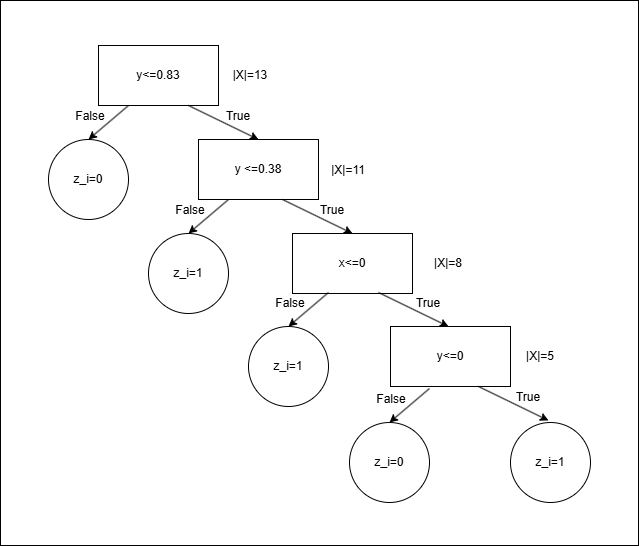 y<=0.83
|X|=13
False
True
z_i=0
y <=0.38
|X|=11
False
True
z_i=1
x<=0
|X|=8
False
True
z_i=1
y<=0
|X|=5
False
True
z_i=0
z_i=1